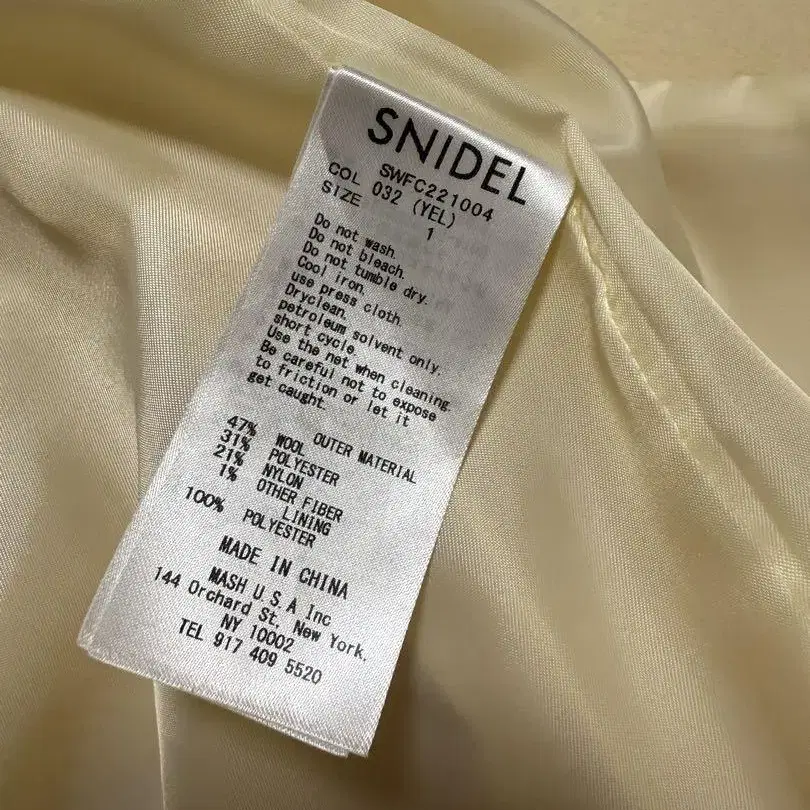 SNIDEL
SWFC221004
COL 032 (YEL)
SIZE 1
Do not wash.
Do not bleach.
Do not tumble dry.
Cool iron.
use press cloth.
Dryclean.
petroleum solvent only.
short cycle.
Use the net when cleaning.
Be careful not to expose
to friction or let it
get caught.
OUTER MATERIAL
47% WOOL
31% POLYESTER
21% NYLON
1% OTHER FIBER
LINING
100% POLYESTER
MADE IN CHINA
MASH U.S.A Inc
144 Orchard St. New York,
NY 10002
TEL 917 409 5520